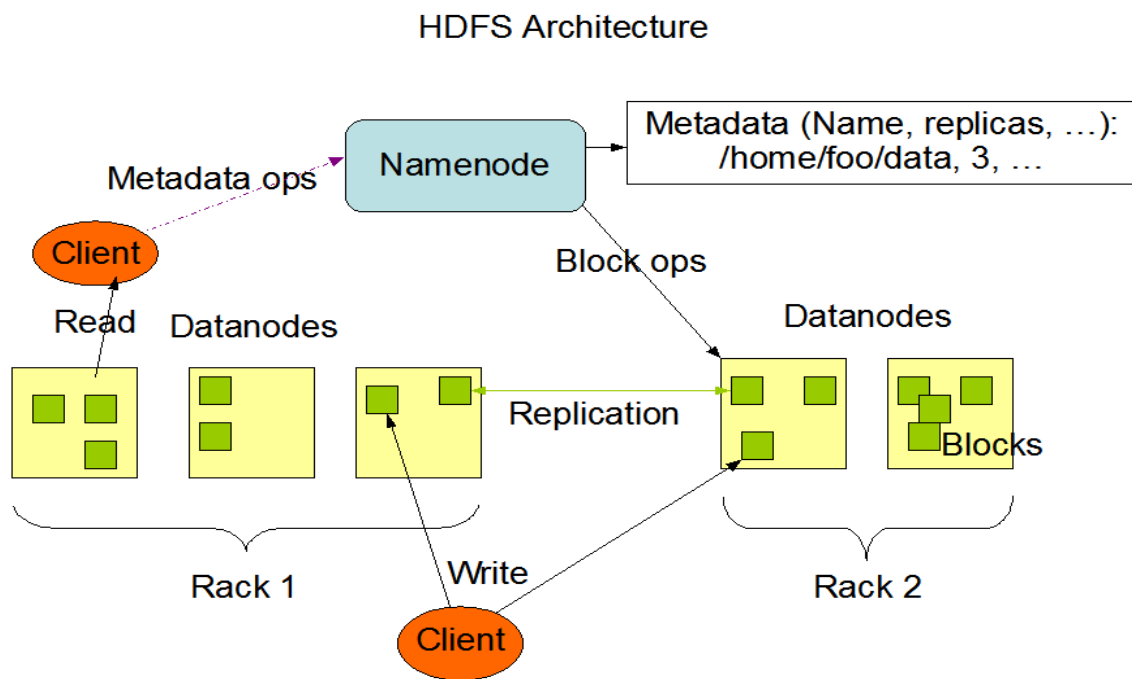 HDFS Architecture
Metadata (Name, replicas, …):
/home/foo/data, 3, …
Namenode
Metadata ops
Client
Block ops
Read
Datanodes
Datanodes
Replication
Blocks
Rack 1
Write
Rack 2
Client